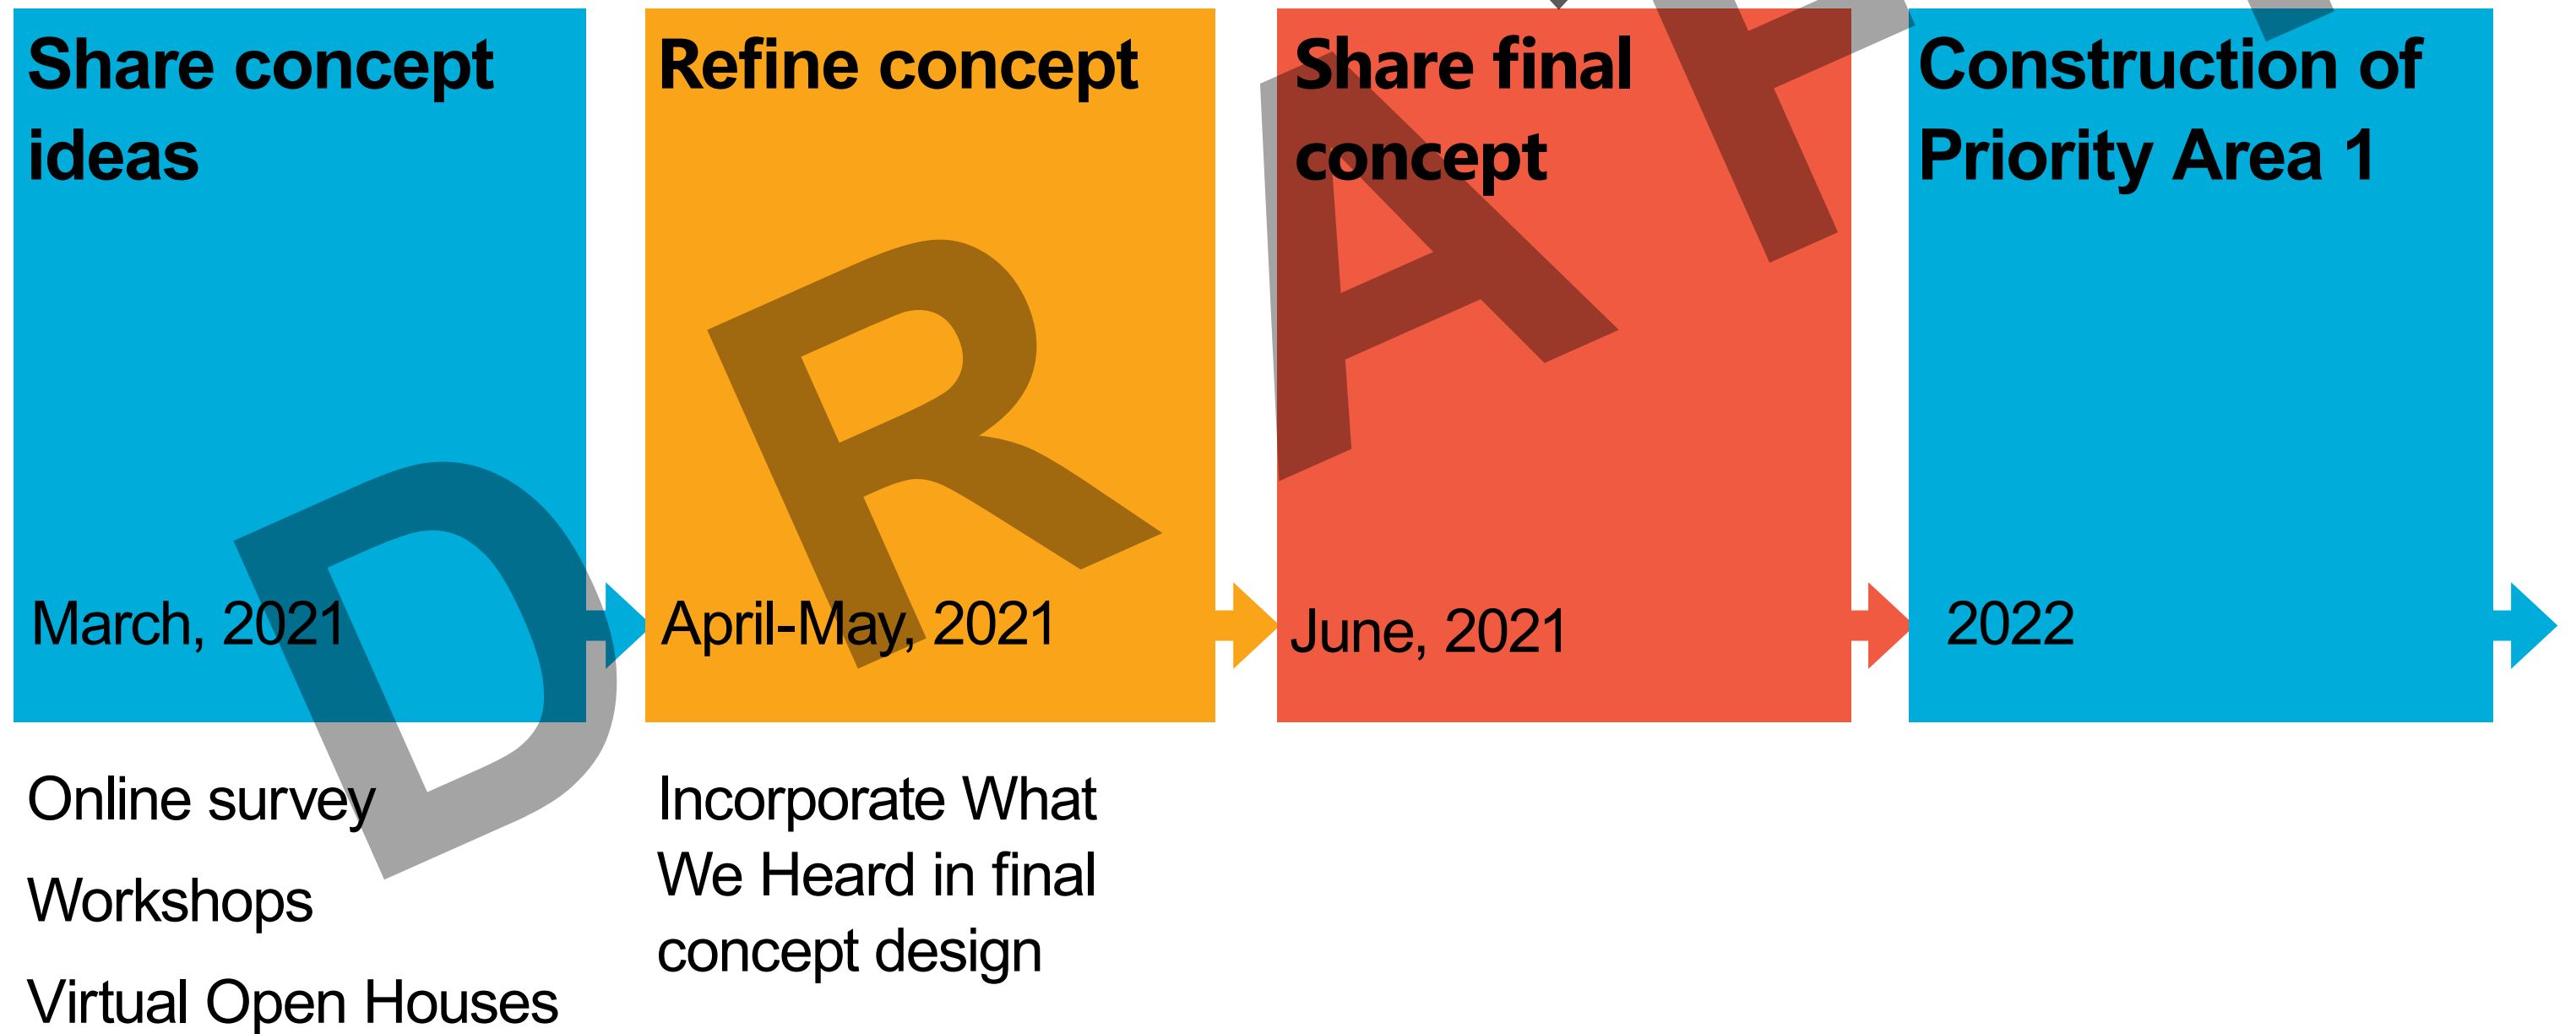 Share concept
ideas
March, 2021
Online survey
Workshops
Virtual Open Houses
Refine concept
April-May, 2021
Incorporate What
We Heard in final
concept design
Share final
concept
June, 2021
Construction of
Priority Area 1
2022
DRAFT